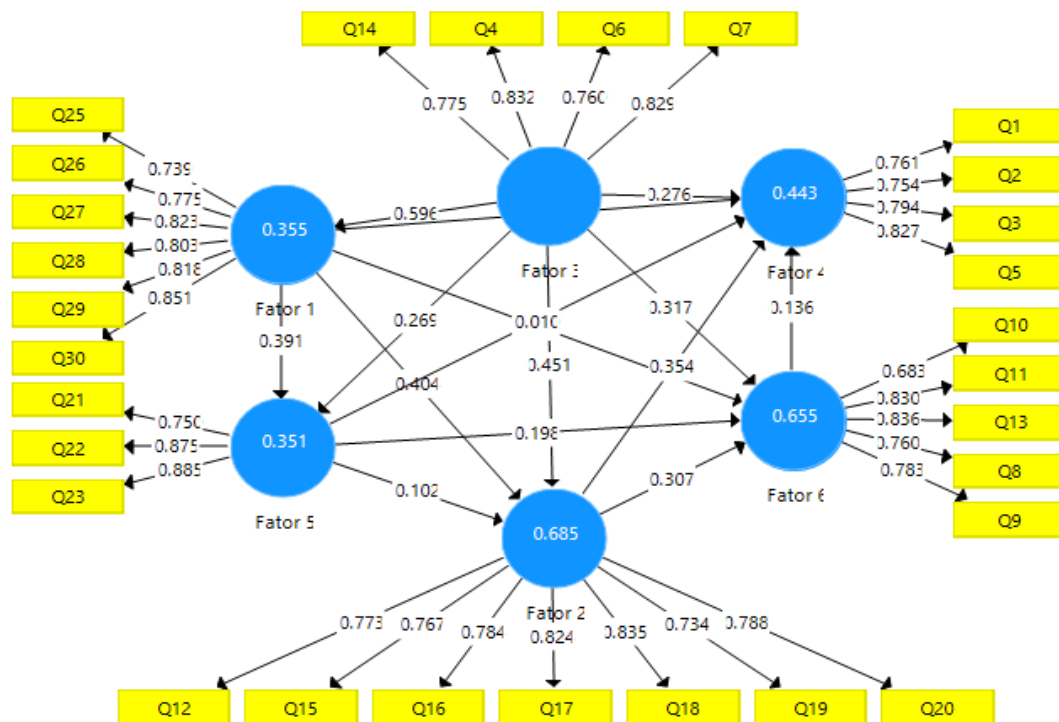 Q14 Q4 Q6 Q7
0.775 0.832 0.760 0.829
Q25
Q26
Q27
Q28
Q29
Q30
0.739
0.775
0.823
0.803
0.818
0.851
0.355
Fator 1
Fator 3
0.443
Fator 4
Q1
Q2
Q3
Q5
0.761
0.754
0.794
0.827
0.596
0.276
0.269
0.010
0.317
0.136
0.391
0.404
0.451
0.354
Q21
Q22
Q23
0.750
0.875
0.885
0.351
Fator 5
0.198
0.102
0.307
0.655
Fator 6
Q10
Q11
Q13
Q8
Q9
0.683
0.830
0.836
0.760
0.783
0.685
Fator 2
0.773 0.767 0.784 0.824 0.835 0.734 0.788
Q12 Q15 Q16 Q17 Q18 Q19 Q20